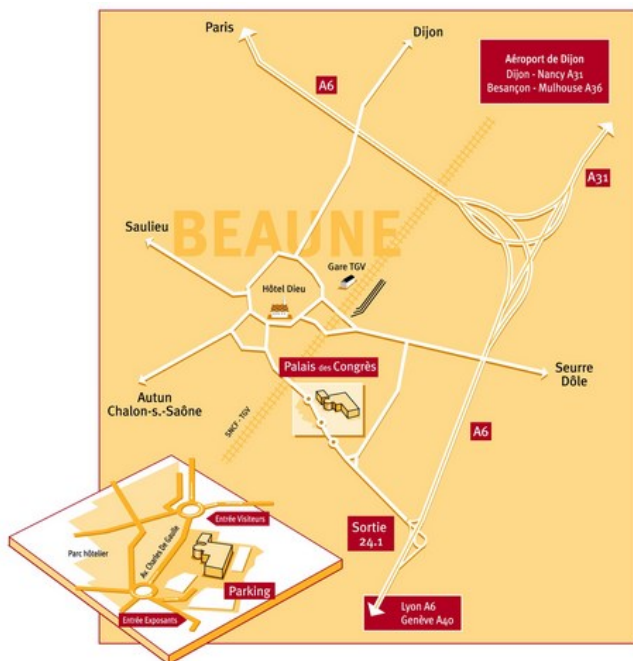 Paris
Dijon
Aéroport de Dijon
Dijon - Nancy A31
Besançon - Mulhouse A36
A6
A31
BEAUNE
Saulieu
Gare TGV
Hôtel Dieu
Palais des Congrès
Seurre
Dôle
Autun
Chalon-s.-Saône
SNCF - TGV
A6
Sortie
24.1
Entrée Visiteurs
Parc hôtelier
Av. Charles De Gaulle
Parking
Entrée Exposants
Lyon A6
Genève A40